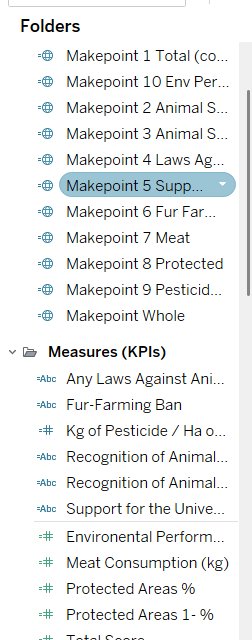 Folders
Makepoint 1 Total (co...
Makepoint 10 Env Per...
Makepoint 2 Animal S...
Makepoint 3 Animal S...
Makepoint 4 Laws Ag...
Makepoint 5 Supp...
Makepoint 6 Fur Far...
Makepoint 7 Meat
Makepoint 8 Protected
Makepoint 9 Pesticid...
Makepoint Whole
Measures (KPIs)
=Abc Any Laws Against Ani...
=Abc Fur-Farming Ban
=# Kg of Pesticide / Ha o...
=Abc Recognition of Animal...
=Abc Recognition of Animal...
=Abc Support for the Unive...
=# Environental Perform...
=# Meat Consumption (kg)
=# Protected Areas %
=# Protected Areas 1- %
Total Score